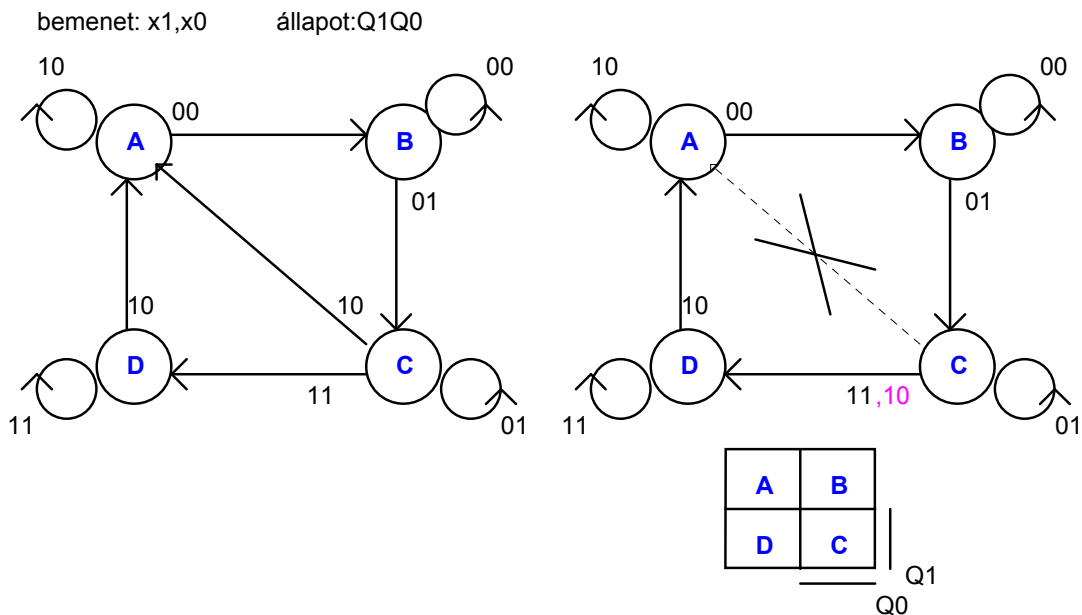 bemenet: x1,x0 állapot:Q1Q0
10 00 10 00
A 00 B A 00 B
01 01
10 10 10
D C D C
11 11 01 11 11,10 01
A B
D C
Q1
Q0